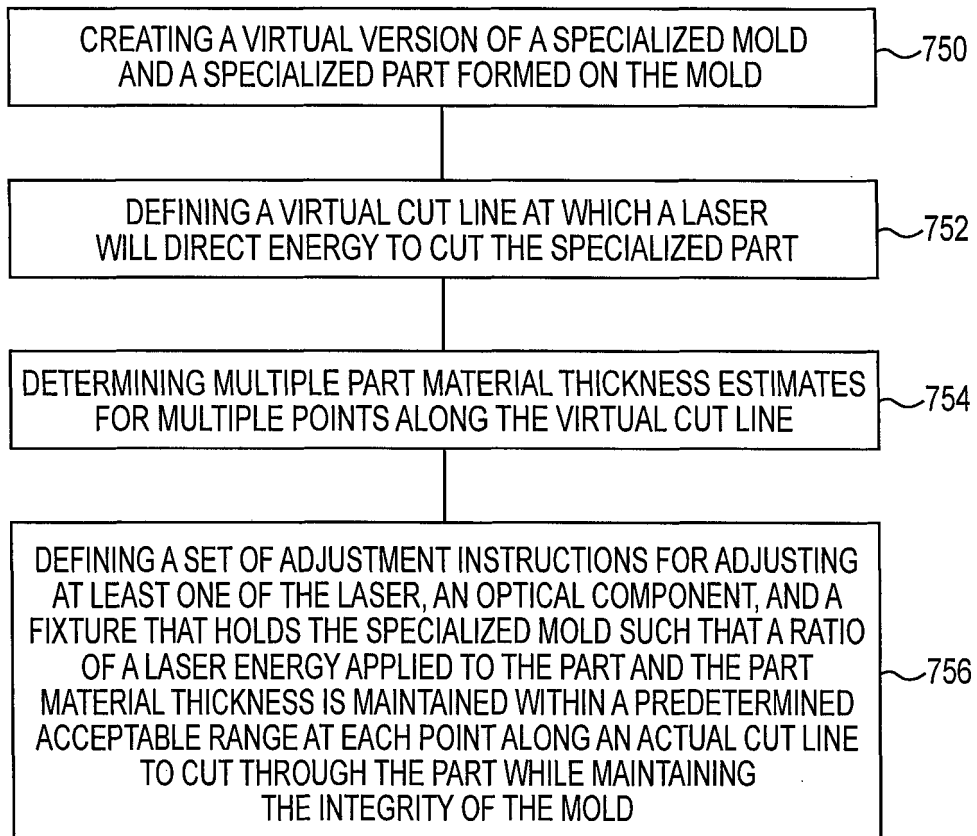 CREATING A VIRTUAL VERSION OF A SPECIALIZED MOLD
AND A SPECIALIZED PART FORMED ON THE MOLD
750
DEFINING A VIRTUAL CUT LINE AT WHICH A LASER
WILL DIRECT ENERGY TO CUT THE SPECIALIZED PART
752
DETERMINING MULTIPLE PART MATERIAL THICKNESS ESTIMATES
FOR MULTIPLE POINTS ALONG THE VIRTUAL CUT LINE
754
DEFINING A SET OF ADJUSTMENT INSTRUCTIONS FOR ADJUSTING
AT LEAST ONE OF THE LASER, AN OPTICAL COMPONENT, AND A
FIXTURE THAT HOLDS THE SPECIALIZED MOLD SUCH THAT A RATIO
OF A LASER ENERGY APPLIED TO THE PART AND THE PART
MATERIAL THICKNESS IS MAINTAINED WITHIN A PREDETERMINED
ACCEPTABLE RANGE AT EACH POINT ALONG AN ACTUAL CUT LINE
TO CUT THROUGH THE PART WHILE MAINTAINING
THE INTEGRITY OF THE MOLD
756